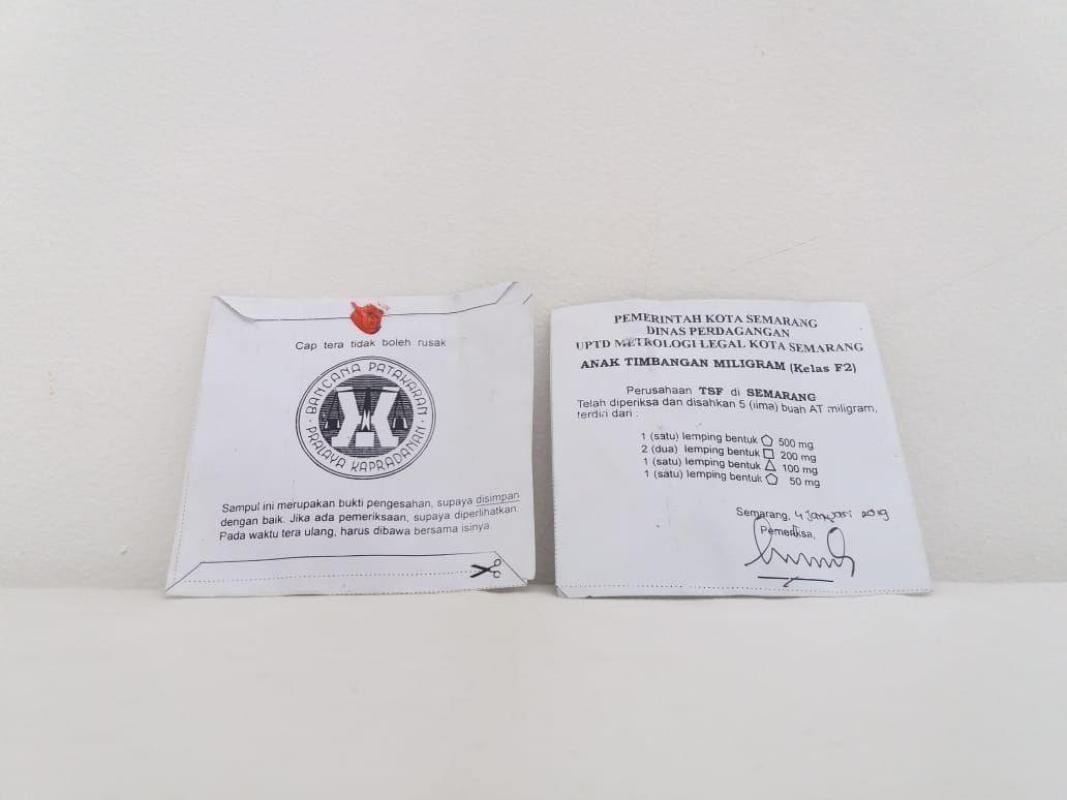 Cap tera tidak boleh rusak
BANCANA PATAKARAN
PRALAYA KAPRADANAN
Sampul ini merupakan bukti pengesahan, supaya disimpan
dengan baik. Jika ada pemeriksaan, supaya diperlihatkan.
Pada waktu tera ulang, harus dibawa bersama isinya.
PEMERINTAH KOTA SEMARANG
DINAS PERDAGANGAN
UPTD METROLOGI LEGAL KOTA SEMARANG
ANAK TIMBANGAN MILIGRAM (Kelas F2)
Perusahaan TSF di SEMARANG
Telah diperiksa dan disahkan 5 (lima) buah AT miligram,
terdiri dari :
1 (satu) lemping bentuk 500 mg
2 (dua) lemping bentuk 200 mg
1 (satu) lemping bentuk 100 mg
1 (satu) lemping bentuk 50 mg
Semarang, 4 Januari 2019
Pemeriksa,